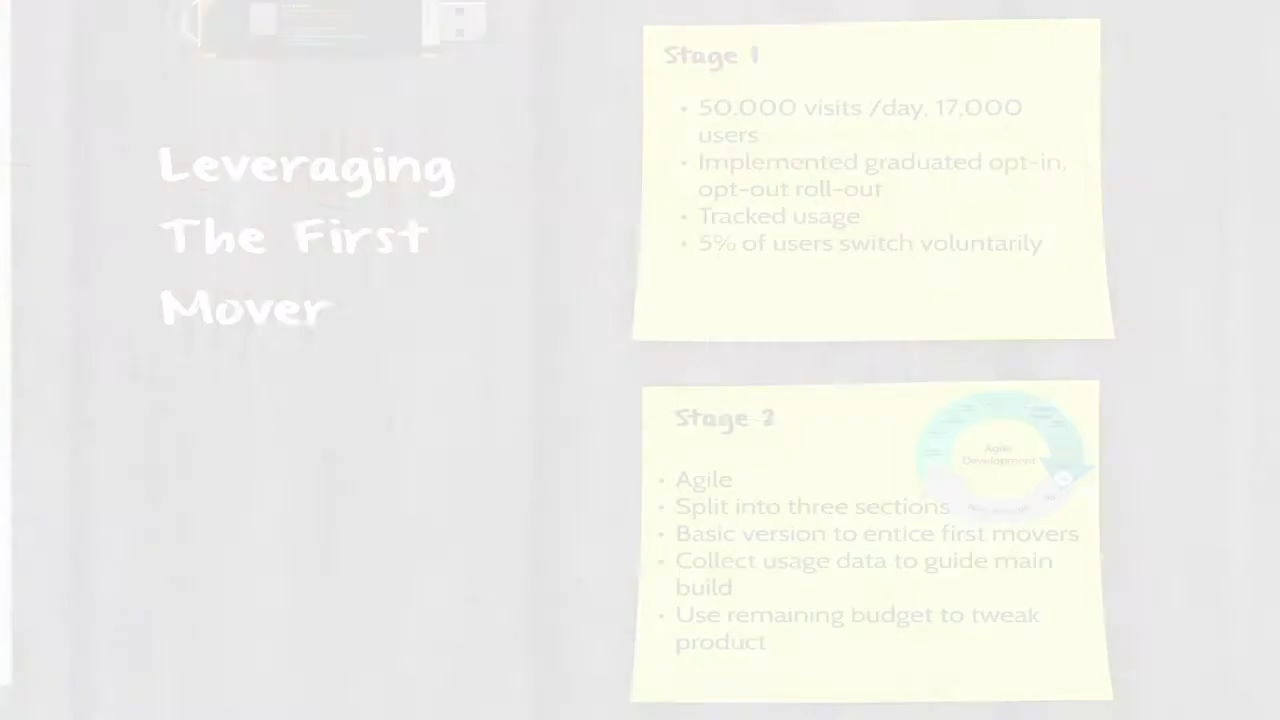 Leveraging
The First
Mover
Stage 1
• 50.000 visits /day, 17,000
users
• Implemented graduated opt-in,
opt-out roll-out
• Tracked usage
• 5% of users switch voluntarily
Stage 2
Agile
Development
• Agile
• Split into three sections
• Basic version to entice first movers
• Collect usage data to guide main
build
• Use remaining budget to tweak
product